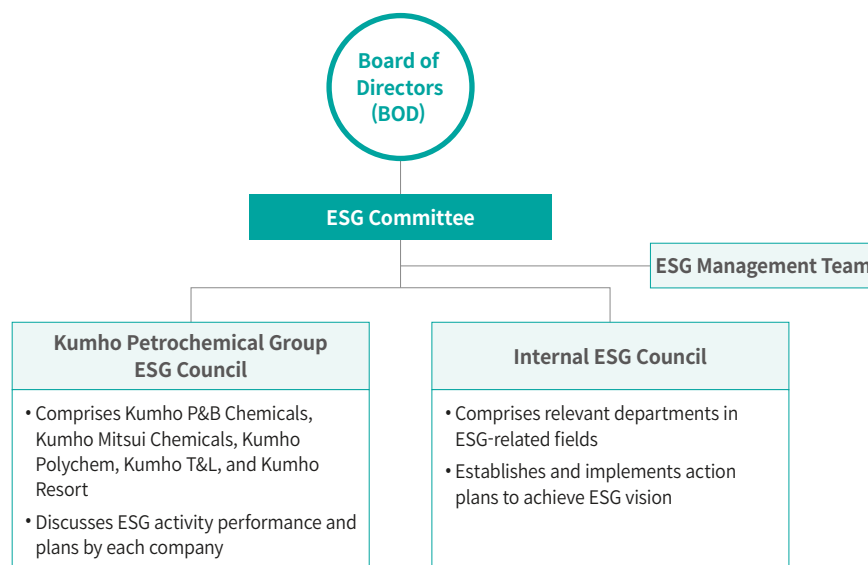 Board of
Directors
(BOD)
ESG Committee
ESG Management Team
Kumho Petrochemical Group
ESG Council
• Comprises Kumho P&B Chemicals,
Kumho Mitsui Chemicals, Kumho
Polychem, Kumho T&L, and Kumho
Resort
• Discusses ESG activity performance and
plans by each company
Internal ESG Council
• Comprises relevant departments in
ESG-related fields
• Establishes and implements action
plans to achieve ESG vision